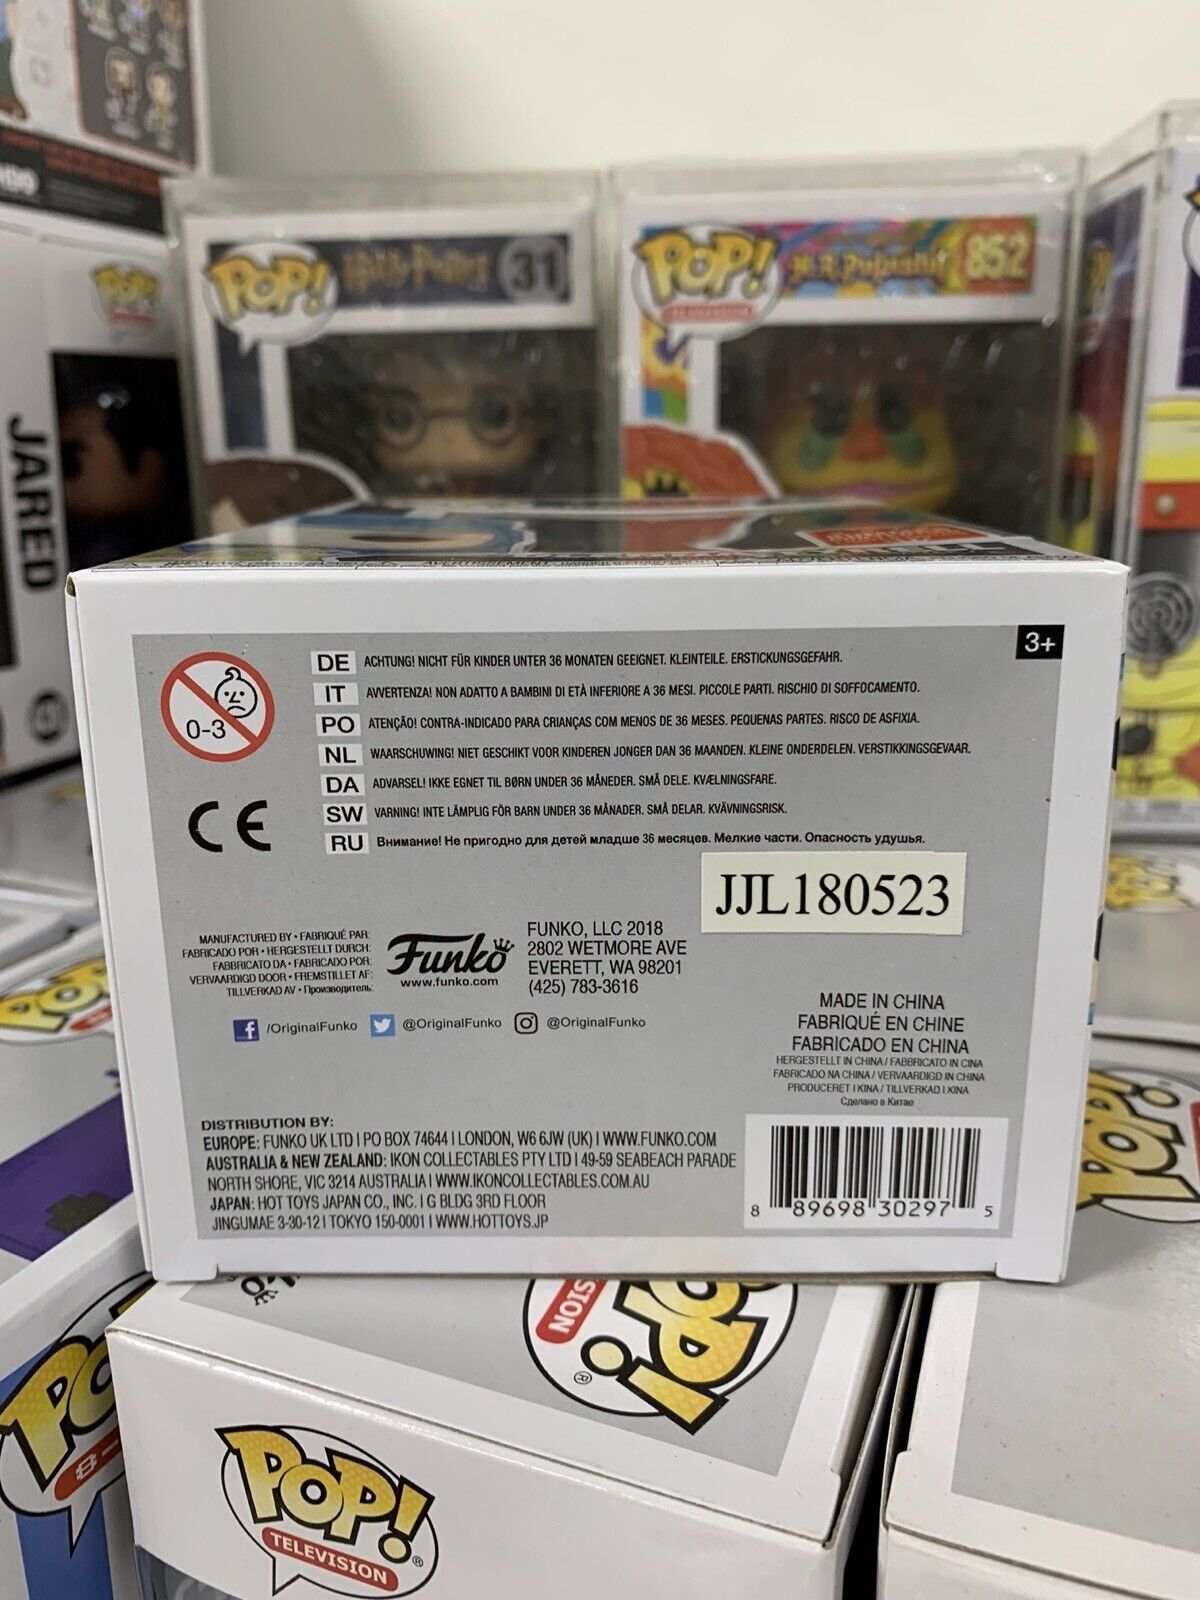 POP!
Harry Potter
31
POP!
H.R. Pufnstuf
852
POP!
JARED
3+
0-3
DE ACHTUNG! NICHT FÜR KINDER UNTER 36 MONATEN GEEIGNET. KLEINTEILE. ERSTICKUNGSGEFAHR.
IT AVVERTENZA! NON ADATTO A BAMBINI DI ETÀ INFERIORE A 36 MESI. PICCOLE PARTI. RISCHIO DI SOFFOCAMENTO.
PO ATENÇÃO! CONTRA-INDICADO PARA CRIANÇAS COM MENOS DE 36 MESES. PEQUENAS PARTES. RISCO DE ASFIXIA.
NL WAARSCHUWING! NIET GESCHIKT VOOR KINDEREN JONGER DAN 36 MAANDEN. KLEINE ONDERDELEN. VERSTIKKINGSGEVAAR.
DA ADVARSEL! IKKE EGNET TIL BØRN UNDER 36 MÅNEDER. SMÅ DELE. KVÆLNINGSFARE.
SW VARNING! INTE LÄMPLIG FÖR BARN UNDER 36 MÅNADER. SMÅ DELAR. KVÄVNINGSRISK.
RU Внимание! Не пригодно для детей младше 36 месяцев. Мелкие части. Опасность удушья.
CE
JJL180523
MANUFACTURED BY • FABRIQUÉ PAR:
FABRICADO POR • HERGESTELLT DURCH:
FABBRICATO DA • FABRICADO POR:
VERVAARDIGD DOOR • FREMSTILLET AF:
TILLVERKAD AV • Производитель:
Funko
www.funko.com
FUNKO, LLC 2018
2802 WETMORE AVE
EVERETT, WA 98201
(425) 783-3616
f /OriginalFunko @OriginalFunko @OriginalFunko
MADE IN CHINA
FABRIQUÉ EN CHINE
FABRICADO EN CHINA
HERGESTELLT IN CHINA / FABBRICATO IN CINA
FABRICADO NA CHINA / VERVAARDIGD IN CHINA
PRODUCERET I KINA / TILLVERKAD I KINA
Сделано в Китае
DISTRIBUTION BY:
EUROPE: FUNKO UK LTD I PO BOX 74644 I LONDON, W6 6JW (UK) I WWW.FUNKO.COM
AUSTRALIA & NEW ZEALAND: IKON COLLECTABLES PTY LTD I 49-59 SEABEACH PARADE
NORTH SHORE, VIC 3214 AUSTRALIA I WWW.IKONCOLLECTABLES.COM.AU
JAPAN: HOT TOYS JAPAN CO., INC. I G BLDG 3RD FLOOR
JINGUMAE 3-30-12 I TOKYO 150-0001 I WWW.HOTTOYS.JP
8 89698 30297 5
POP!
POP!
POP!
SION
®
POP!
TELEVISION
®